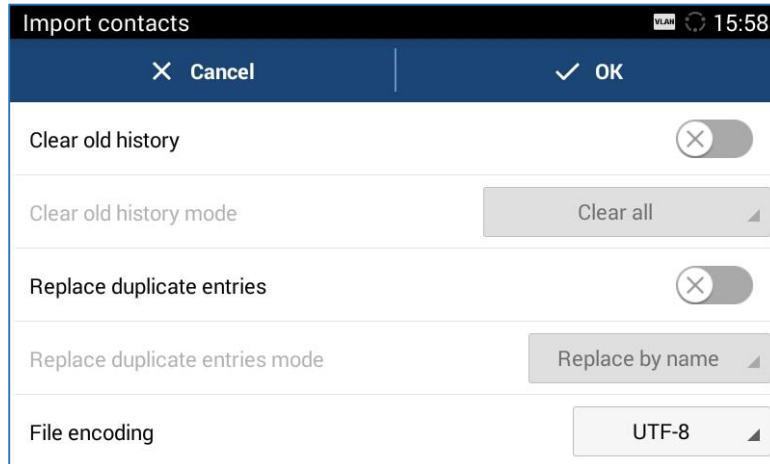 Import contacts VLAN 15:58
Cancel OK
Clear old history
Clear old history mode Clear all
Replace duplicate entries
Replace duplicate entries mode Replace by name
File encoding UTF-8